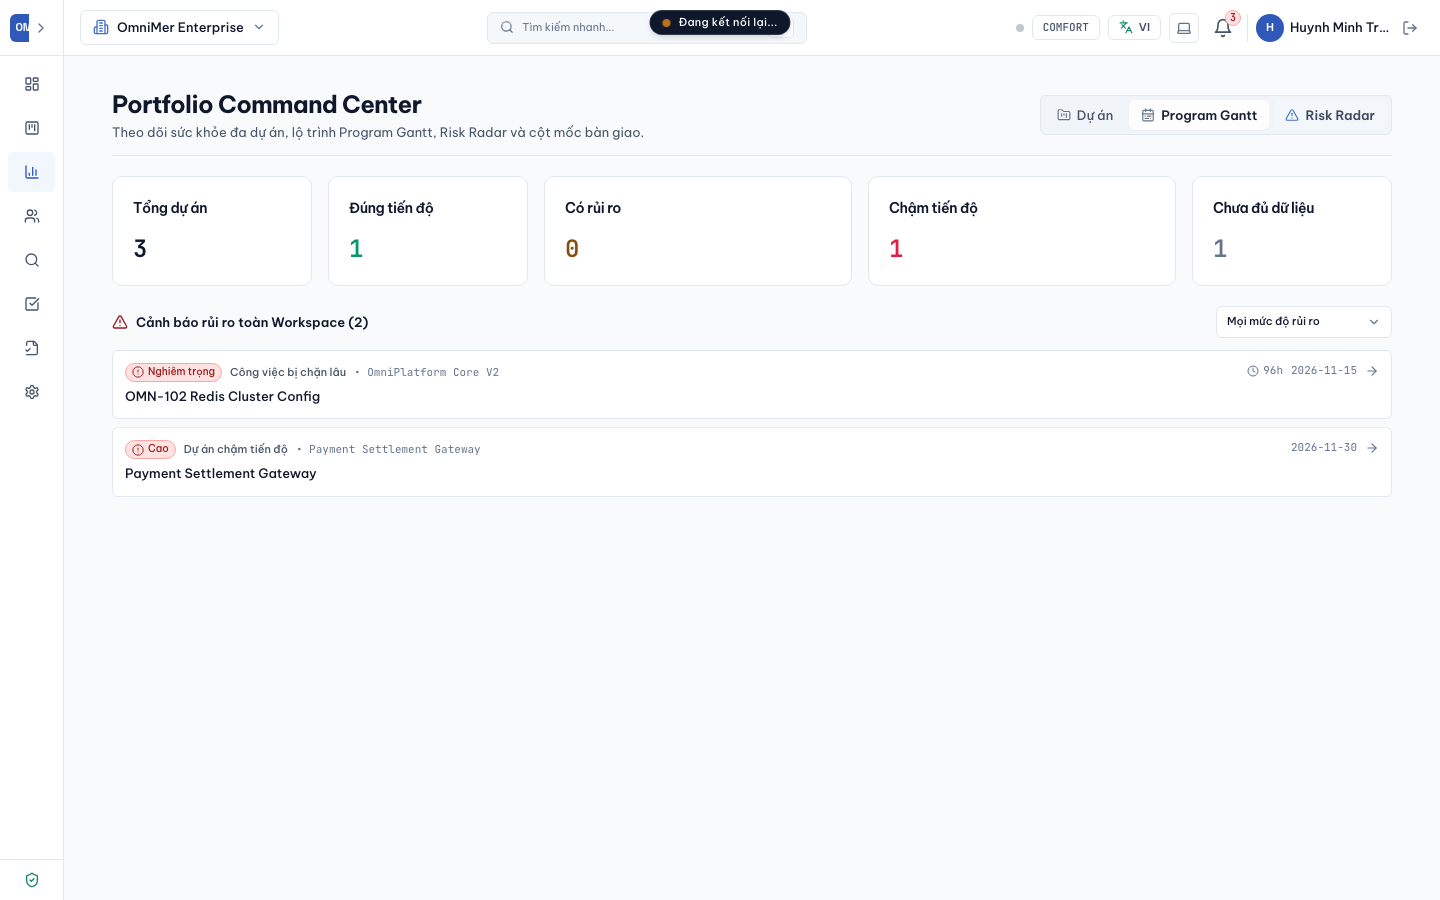 OmniMer Enterprise
Tìm kiếm nhanh...
Đang kết nối lại...
COMFORT
VI
3
H
Huynh Minh Tr...
Portfolio Command Center
Theo dõi sức khỏe đa dự án, lộ trình Program Gantt, Risk Radar và cột mốc bàn giao.
Dự án
Program Gantt
Risk Radar
Tổng dự án
3
Đúng tiến độ
1
Có rủi ro
0
Chậm tiến độ
1
Chưa đủ dữ liệu
1
Cảnh báo rủi ro toàn Workspace (2)
Mọi mức độ rủi ro
Nghiêm trọng Công việc bị chặn lâu • OmniPlatform Core V2
96h 2026-11-15
OMN-102 Redis Cluster Config
Cao Dự án chậm tiến độ • Payment Settlement Gateway
2026-11-30
Payment Settlement Gateway